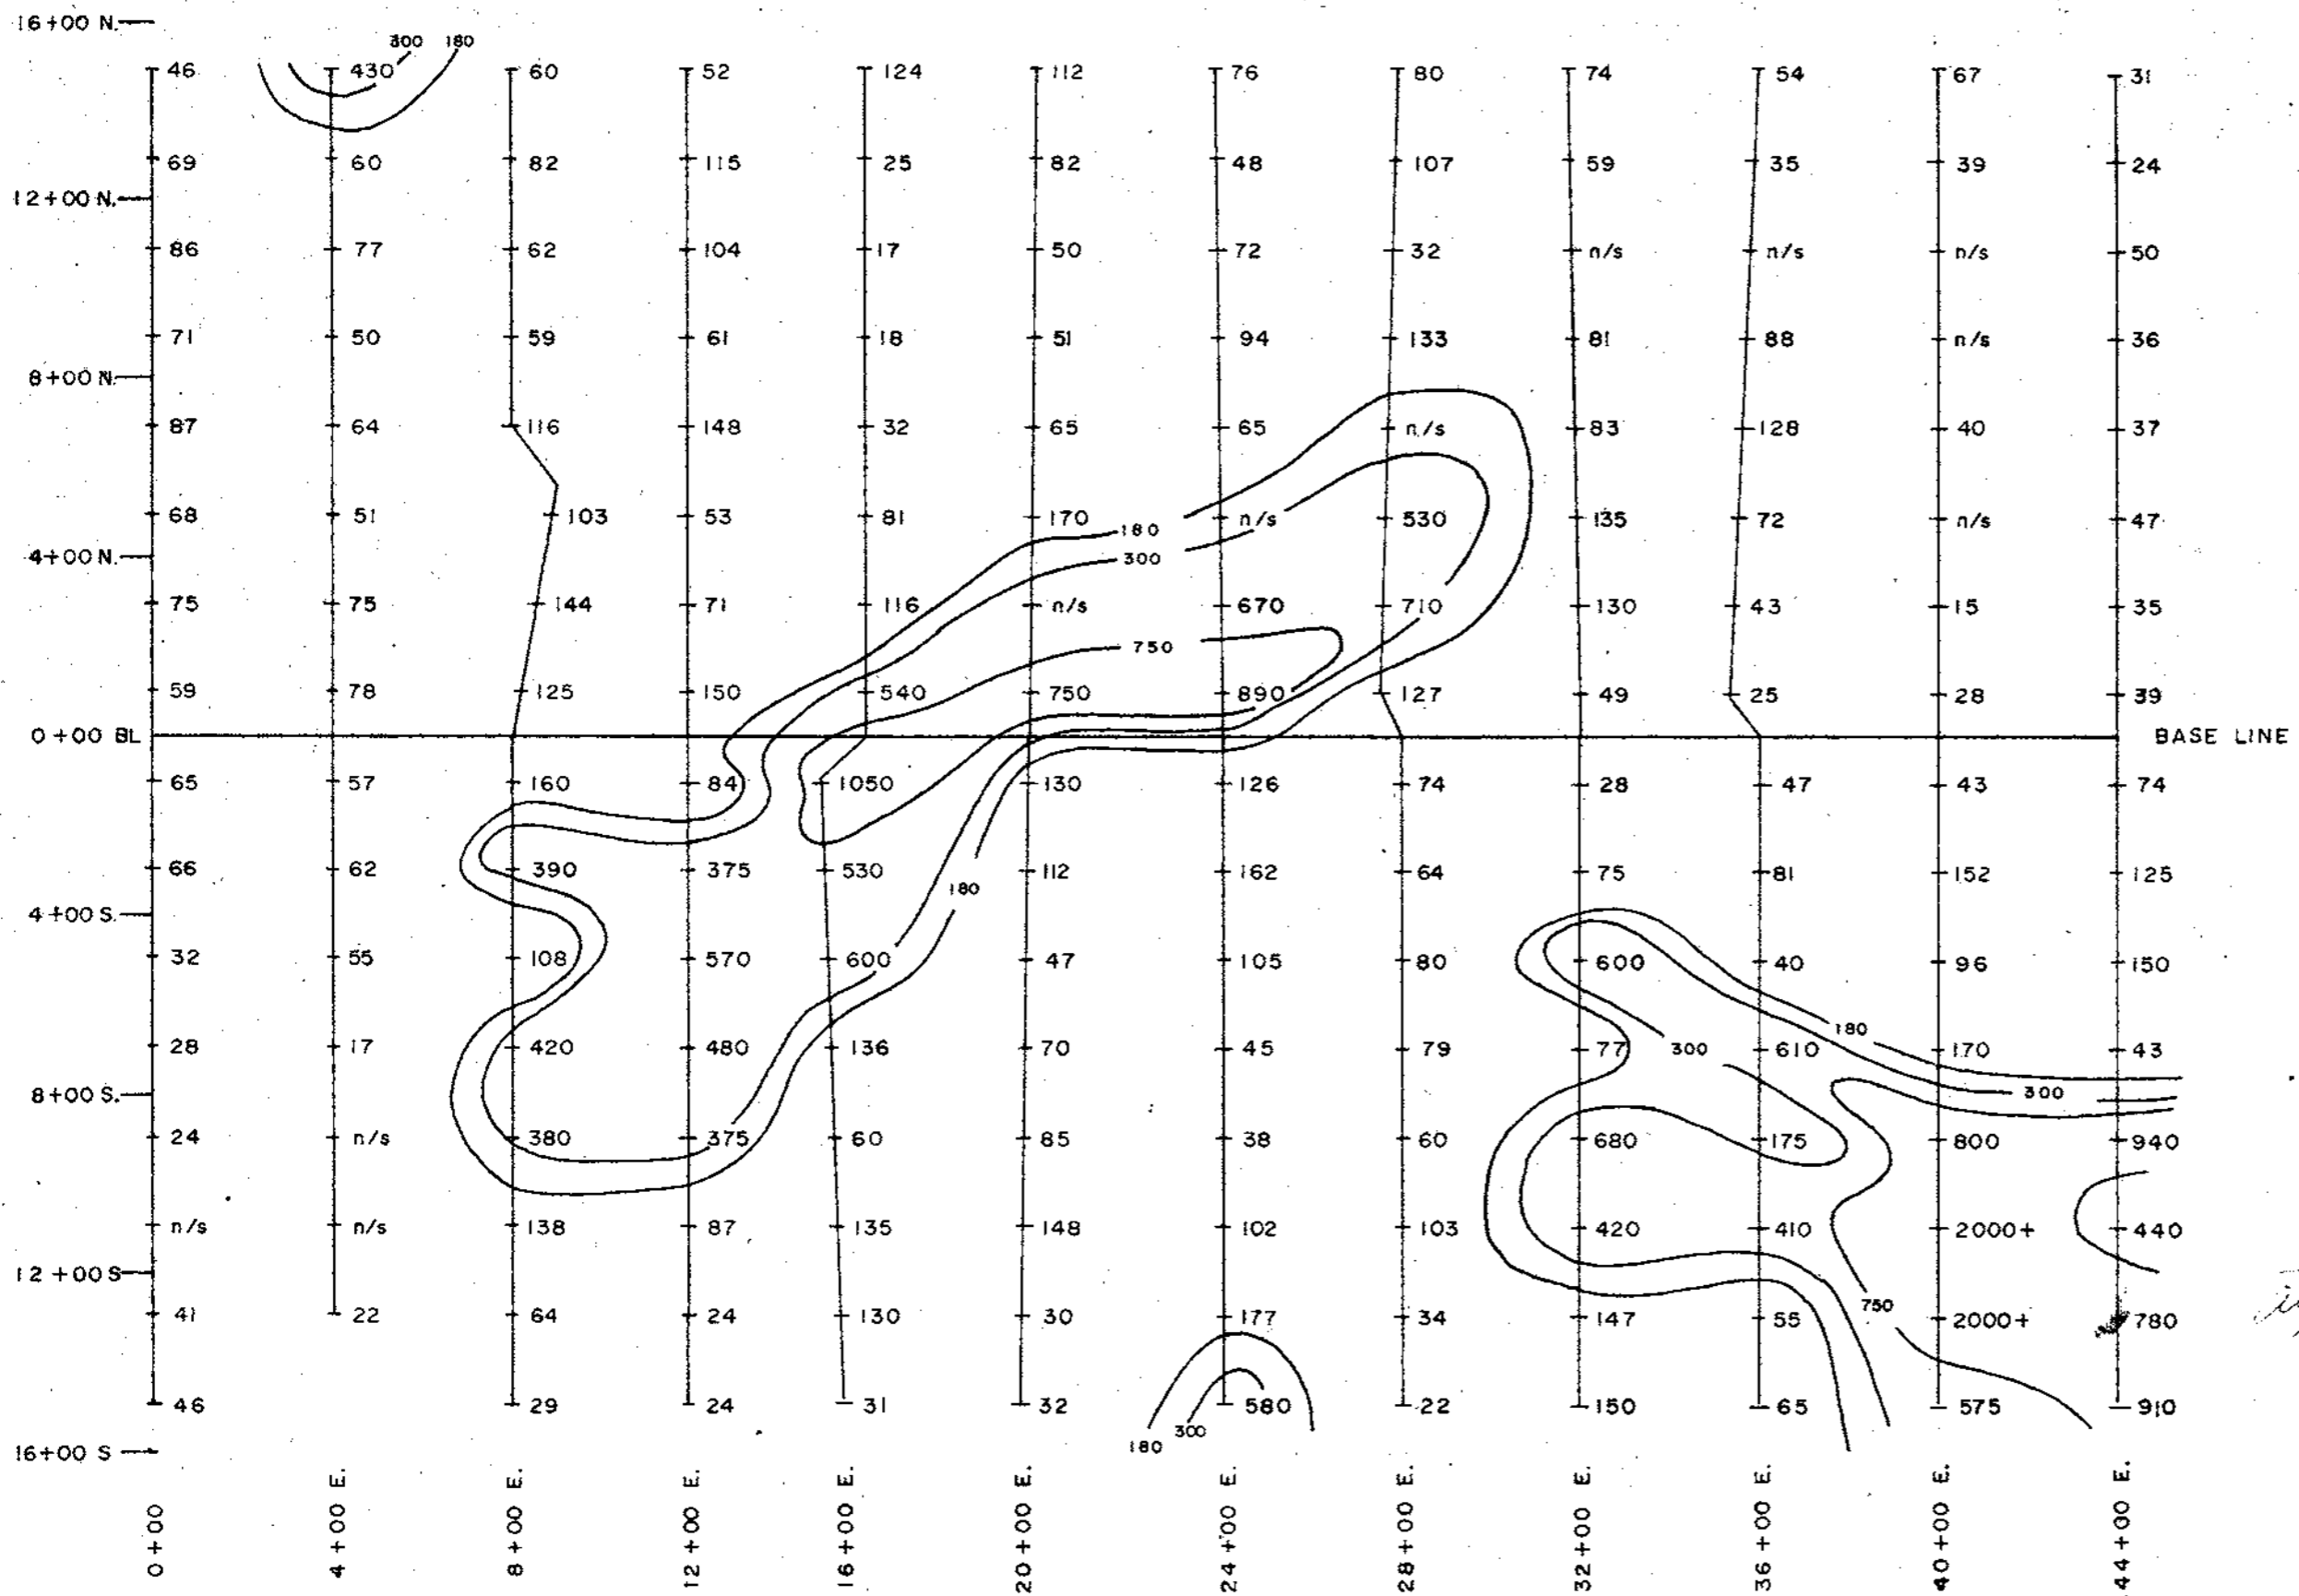 16+00 N.
300 180
46 430 60 52 124 112 76 80 74 54 67 31
69 60 82 115 25 82 48 107 59 35 39 24
12+00 N.
86 77 62 104 17 50 72 32 n/s n/s n/s 50
71 50 59 61 18 51 94 133 81 88 n/s 36
8+00 N.
87 64 116 148 32 65 65 n/s 83 128 40 37
68 51 103 53 81 170 n/s 530 135 72 n/s 47
180
4+00 N.
300
75 75 144 71 116 n/s 670 710 130 43 15 35
750
59 78 125 150 540 750 890 127 49 25 28 39
0+00 BL BASE LINE
65 57 160 84 1050 130 126 74 28 47 43 74
66 62 390 375 530 112 162 64 75 81 152 125
180
4+00 S.
32 55 108 570 600 47 105 80 600 40 96 150
180
28 17 420 480 136 70 45 79 77 300 610 170 43
8+00 S.
300
24 n/s 380 375 60 85 38 60 680 175 800 940
n/s n/s 138 87 135 148 102 103 420 410 2000+ 440
12+00 S
750
41 22 64 24 130 30 177 34 147 55 2000+ 780
46 29 24 31 32 580 22 150 65 575 910
180 300
16+00 S
0+00
4+00 E.
8+00 E.
12+00 E.
16+00 E.
20+00 E.
24+00 E.
28+00 E.
32+00 E.
36+00 E.
40+00 E.
44+00 E.